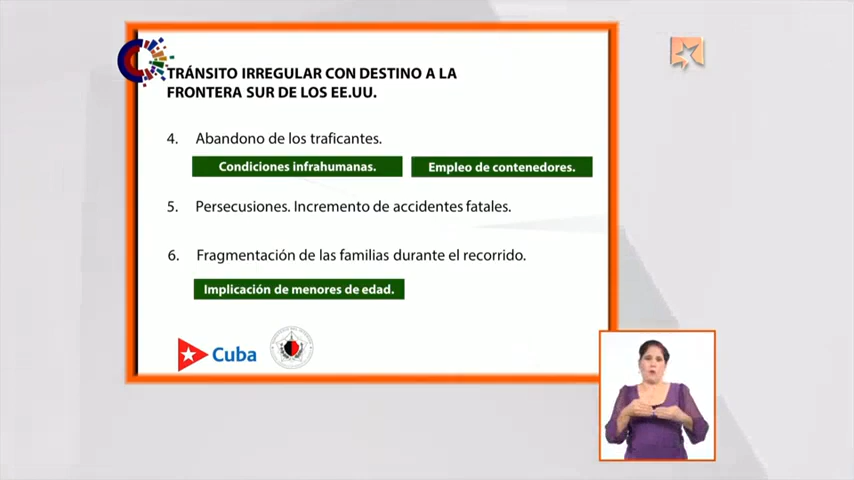 TRÁNSITO IRREGULAR CON DESTINO A LA
FRONTERA SUR DE LOS EE.UU.
4. Abandono de los traficantes.
Condiciones infrahumanas. Empleo de contenedores.
5. Persecusiones. Incremento de accidentes fatales.
6. Fragmentación de las familias durante el recorrido.
Implicación de menores de edad.
Cuba